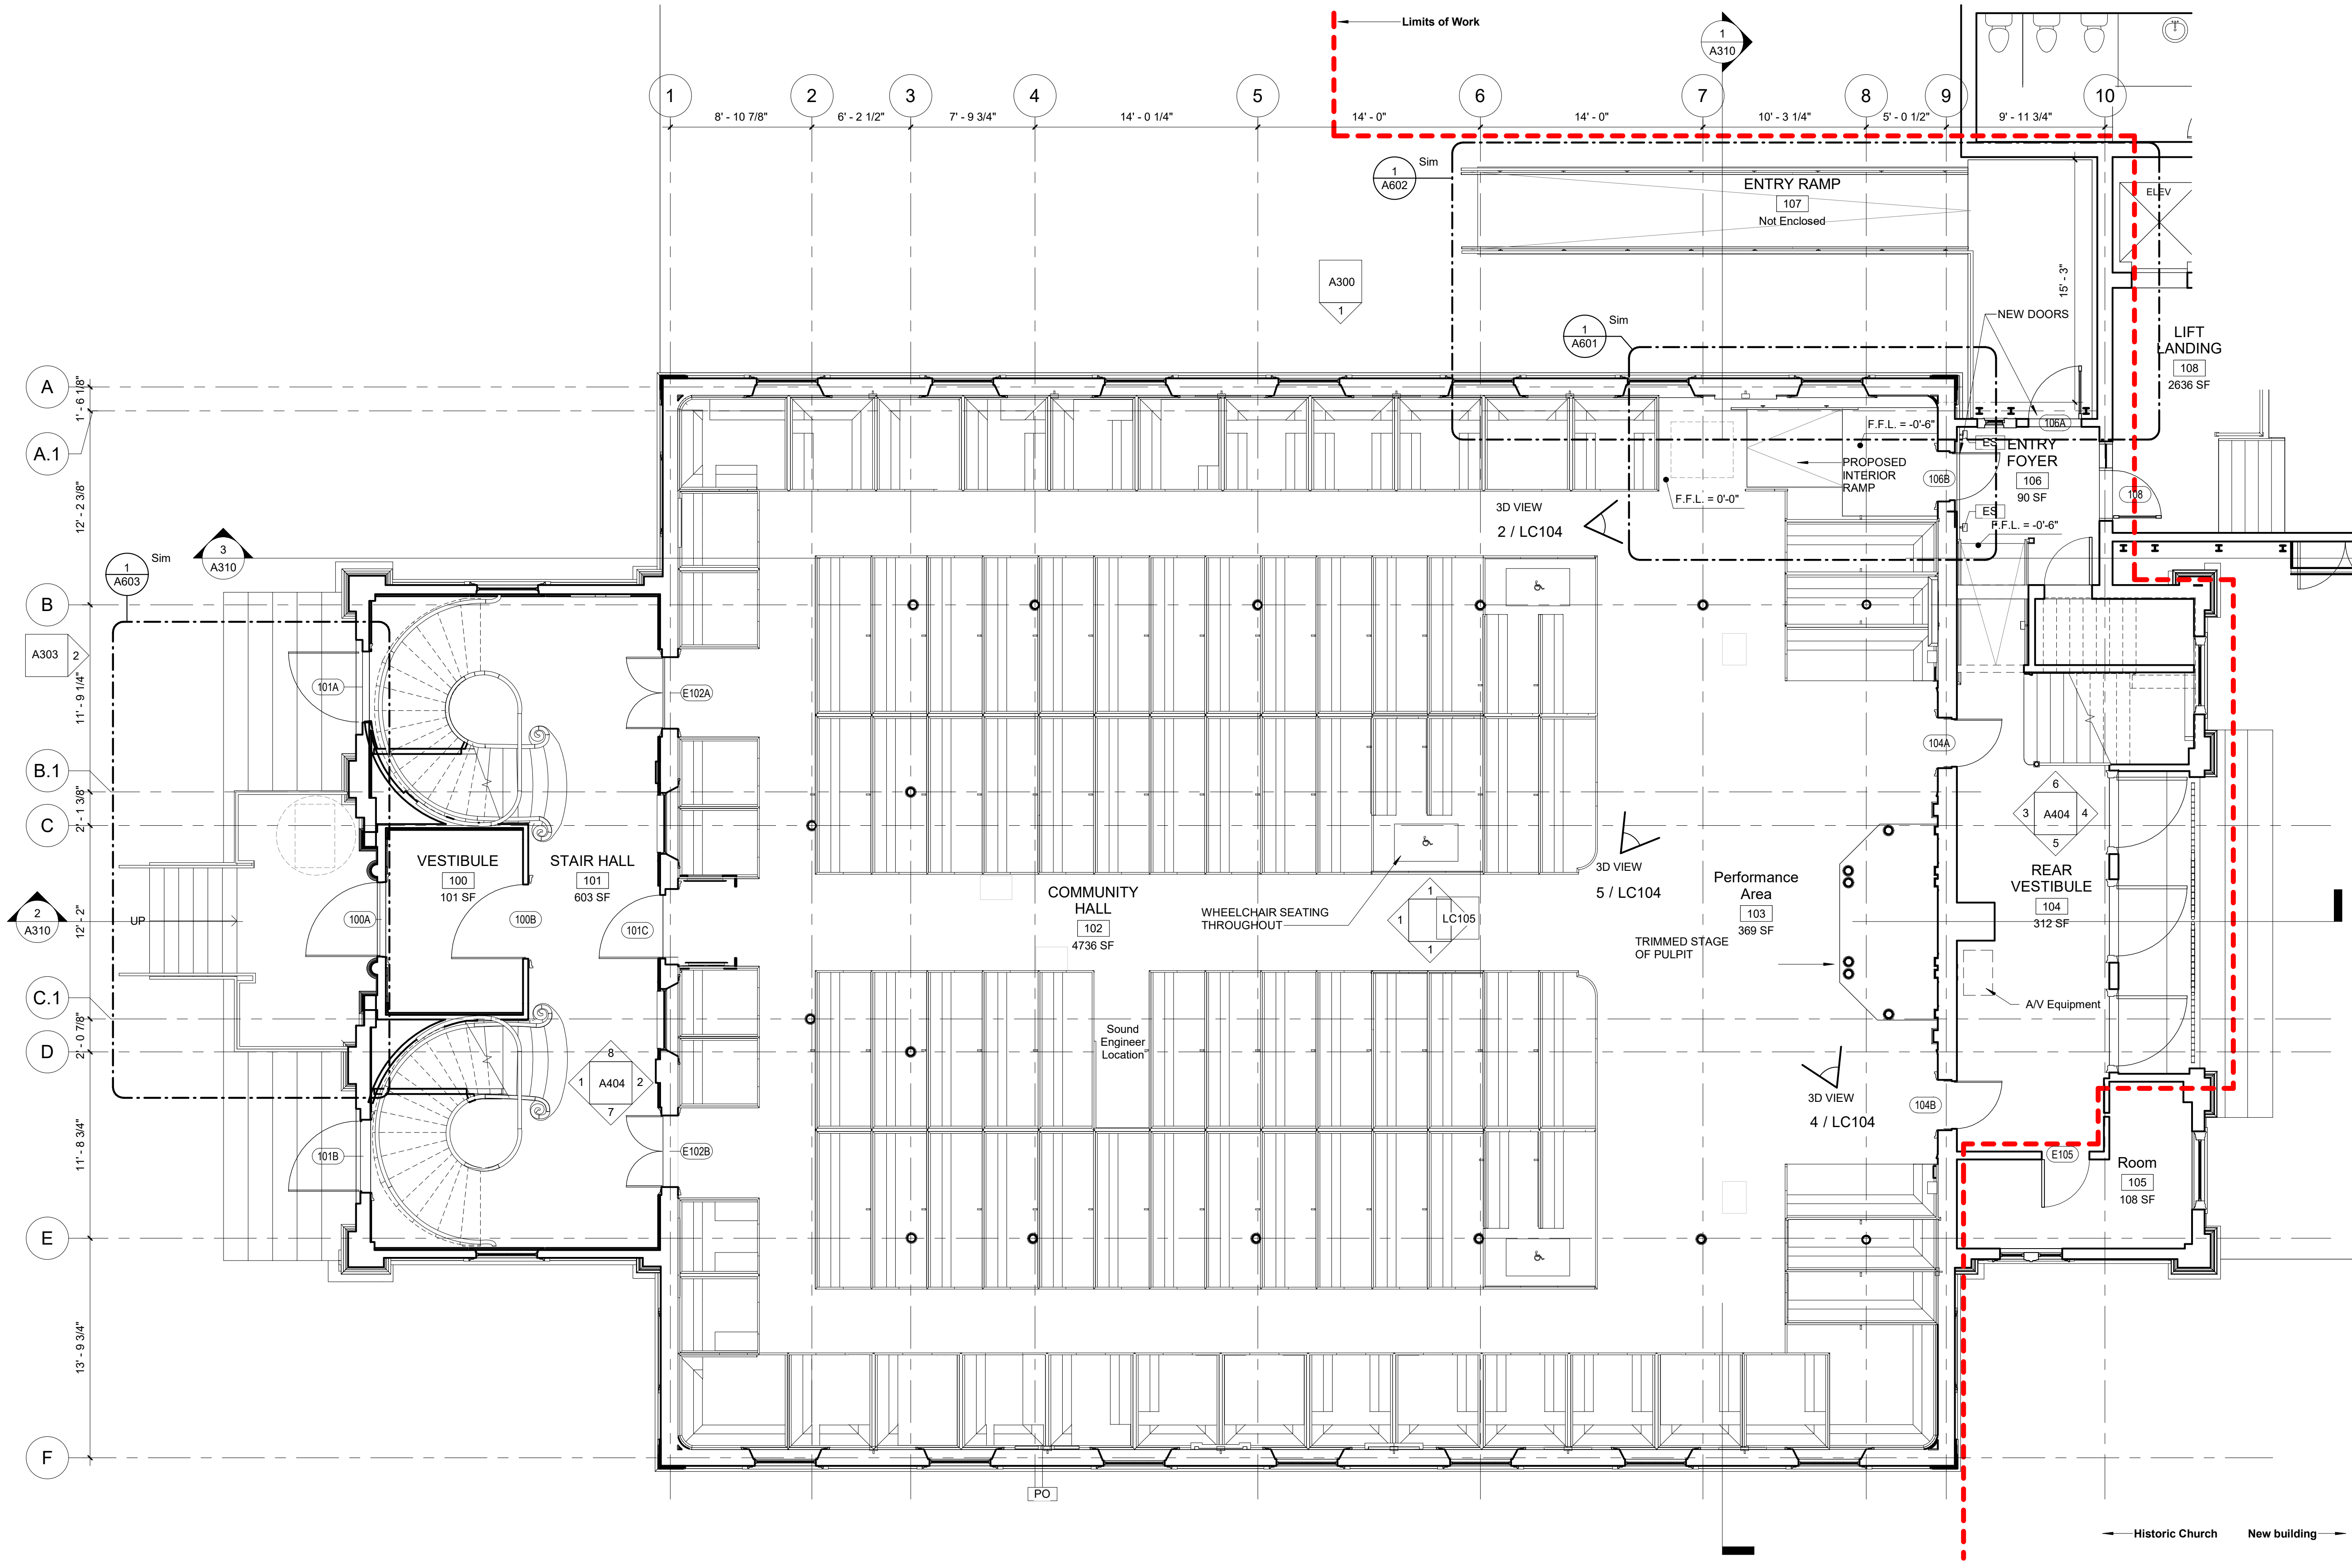 Limits of Work
1
A310
1
2
3
4
5
6
7
8
9
10
8' - 10 7/8"
6' - 2 1/2"
7' - 9 3/4"
14' - 0 1/4"
14' - 0"
14' - 0"
10' - 3 1/4"
5' - 0 1/2"
9' - 11 3/4"
1
A602
Sim
ENTRY RAMP
107
Not Enclosed
ELEV
15' - 3"
A300
1
NEW DOORS
1
A601
Sim
LIFT
LANDING
108
2636 SF
A
1' - 6 1/8"
A.1
12' - 2 3/8"
F.F.L. = -0'-6"
106A
ES
ENTRY
FOYER
106
90 SF
PROPOSED
INTERIOR
RAMP
106B
108
F.F.L. = 0'-0"
ES
F.F.L. = -0'-6"
3D VIEW
2 / LC104
3
A310
1
A603
Sim
B
A303
2
11' - 9 1/4"
101A
E102A
104A
B.1
2' - 1 3/8"
C
6
3
A404
4
5
3D VIEW
5 / LC104
VESTIBULE
100
101 SF
STAIR HALL
101
603 SF
COMMUNITY
HALL
102
4736 SF
WHEELCHAIR SEATING
THROUGHOUT
1
1
LC105
1
Performance
Area
103
369 SF
REAR
VESTIBULE
104
312 SF
2
A310
UP
12' - 2"
100A
100B
101C
TRIMMED STAGE
OF PULPIT
A/V Equipment
C.1
2' - 0 7/8"
D
Sound
Engineer
Location
8
1
A404
2
7
3D VIEW
4 / LC104
104B
11' - 8 3/4"
101B
E102B
E105
Room
105
108 SF
E
13' - 9 3/4"
F
PO
Historic Church
New building